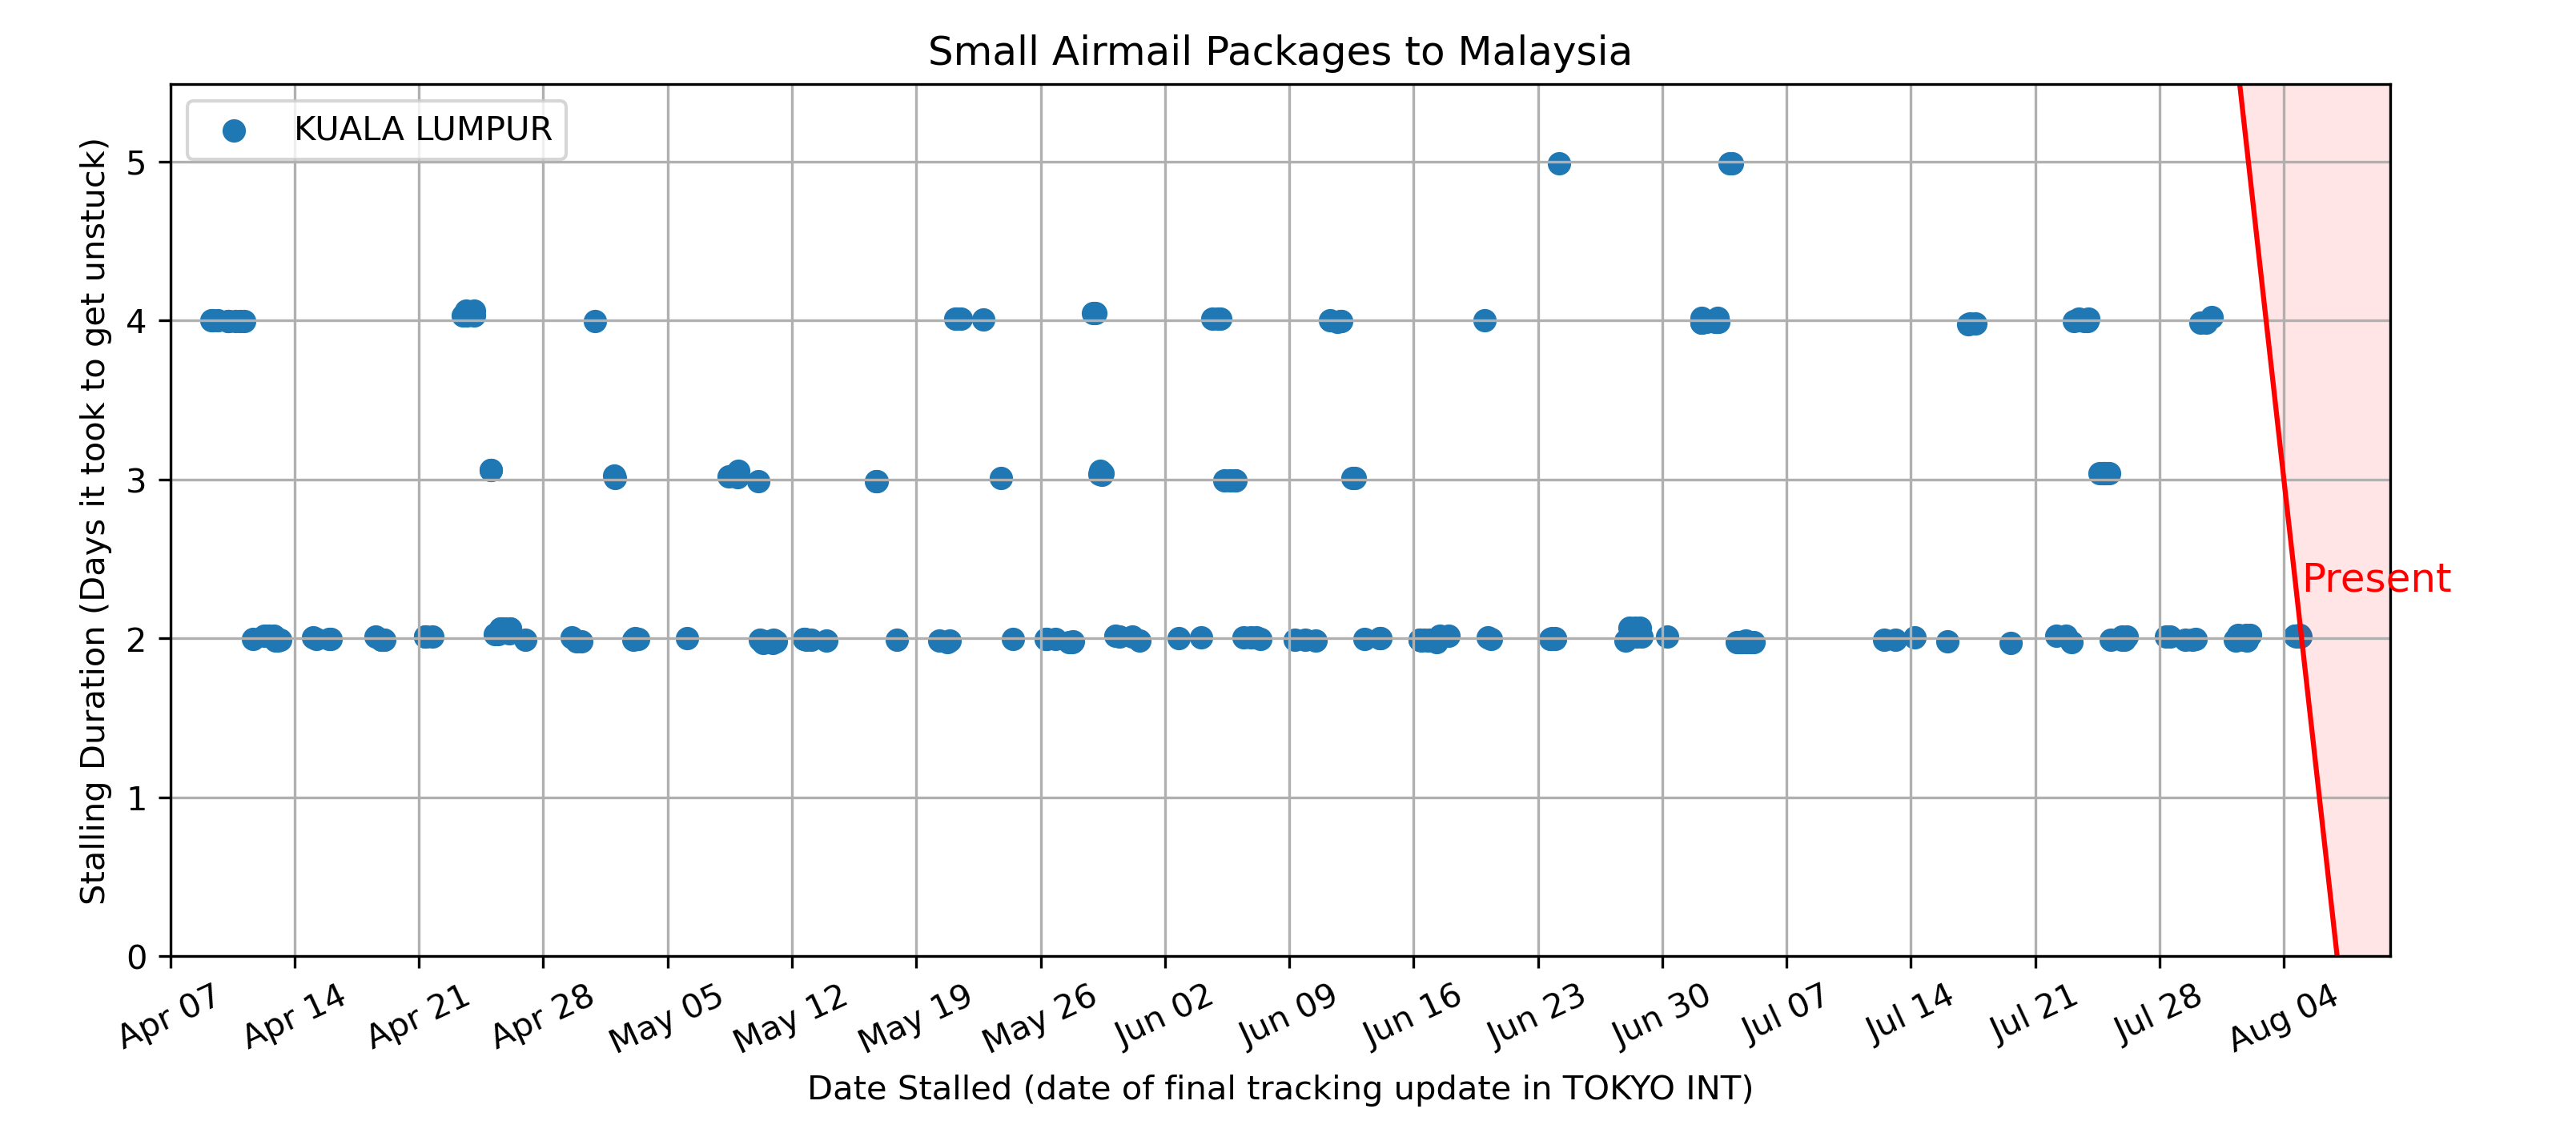 Small Airmail Packages to Malaysia
KUALA LUMPUR
Stalling Duration (Days it took to get unstuck)
5
4
3
2
1
0
Present
Apr 07
Apr 14
Apr 21
Apr 28
May 05
May 12
May 19
May 26
Jun 02
Jun 09
Jun 16
Jun 23
Jun 30
Jul 07
Jul 14
Jul 21
Jul 28
Aug 04
Date Stalled (date of final tracking update in TOKYO INT)